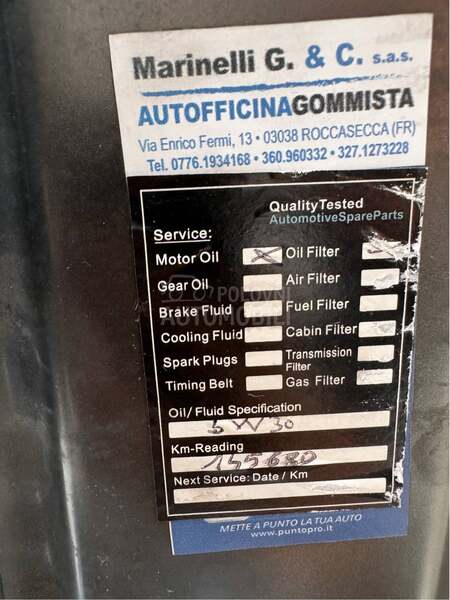 Marinelli G. & C. s.a.s.
AUTOFFICINAGOMMISTA
Via Enrico Fermi, 13 • 03038 ROCCASECCA (FR)
Tel. 0776.1934168 • 360.960332 • 327.1273228
QualityTested
AutomotiveSpareParts
Service:
Motor Oil X Oil Filter
Gear Oil Air Filter
Brake Fluid Fuel Filter
Cooling Fluid Cabin Filter
Spark Plugs Transmission Filter
Timing Belt Gas Filter
POLOVNI
AUTOMOBILI
Oil/ Fluid Specification
5W30
Km-Reading
155680
Next Service: Date / Km
METTE A PUNTO LA TUA AUTO
www.puntopro.it